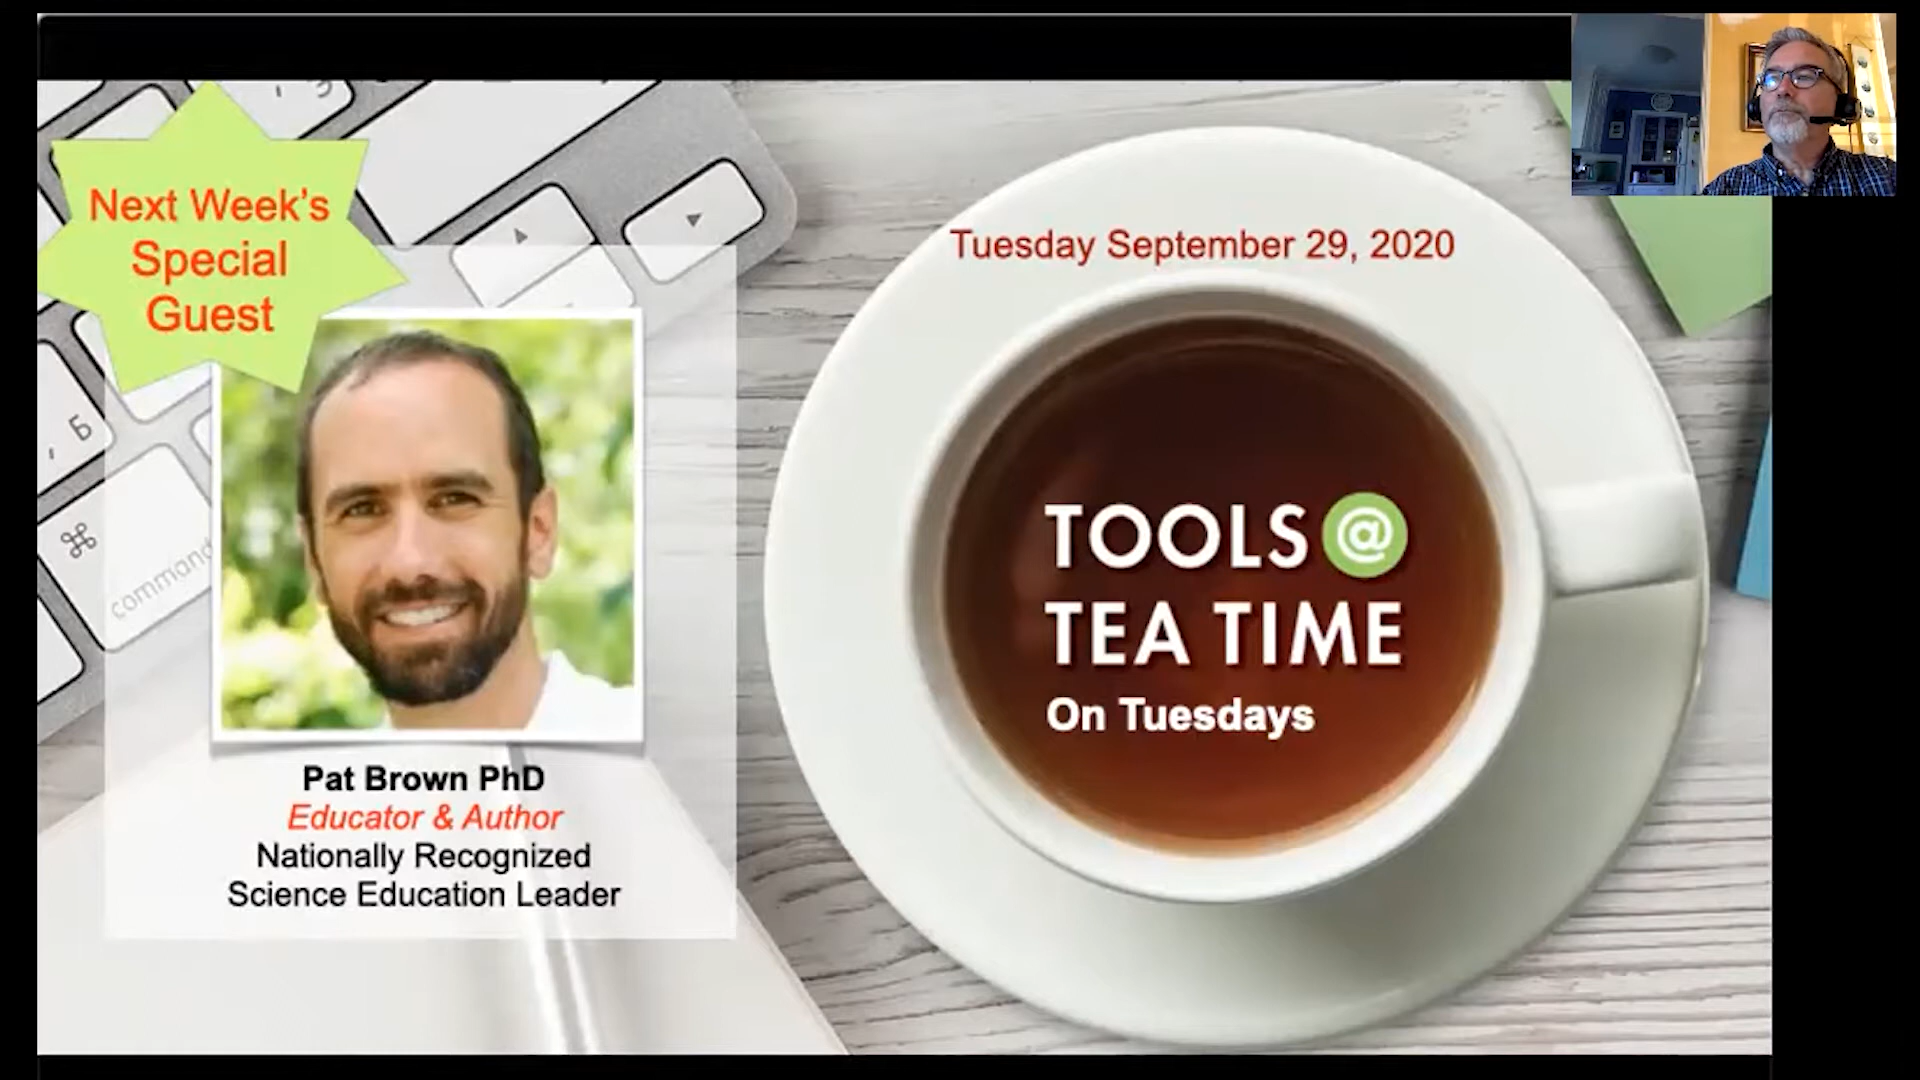 Next Week's
Special
Guest
Tuesday September 29, 2020
TOOLS @
TEA TIME
On Tuesdays
Pat Brown PhD
Educator & Author
Nationally Recognized
Science Education Leader
Б
⌘
command